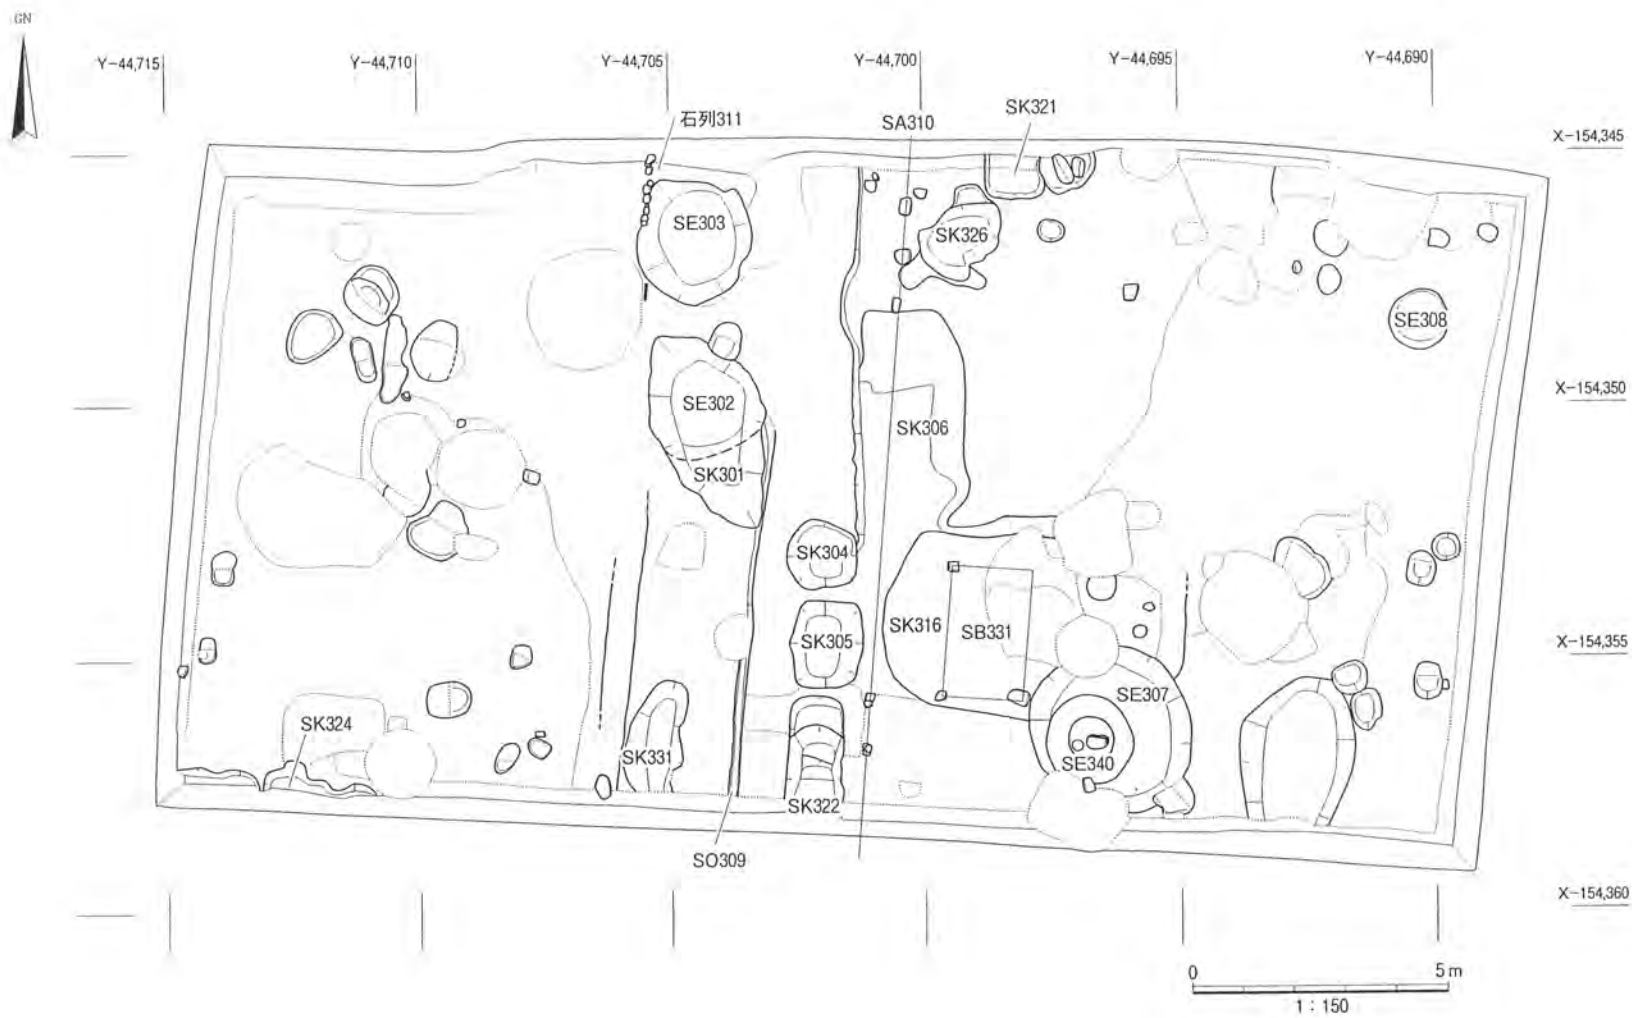 GN
Y-44,715
Y-44,710
Y-44,705
Y-44,700
Y-44,695
Y-44,690
石列311
SA310
SK321
X-154,345
SE303
SK326
SE308
X-154,350
SE302
SK306
SK301
SK304
SK316
SB331
SK305
X-154,355
SE307
SK324
SK331
SE340
SK322
SO309
X-154,360
0
5m
1:150